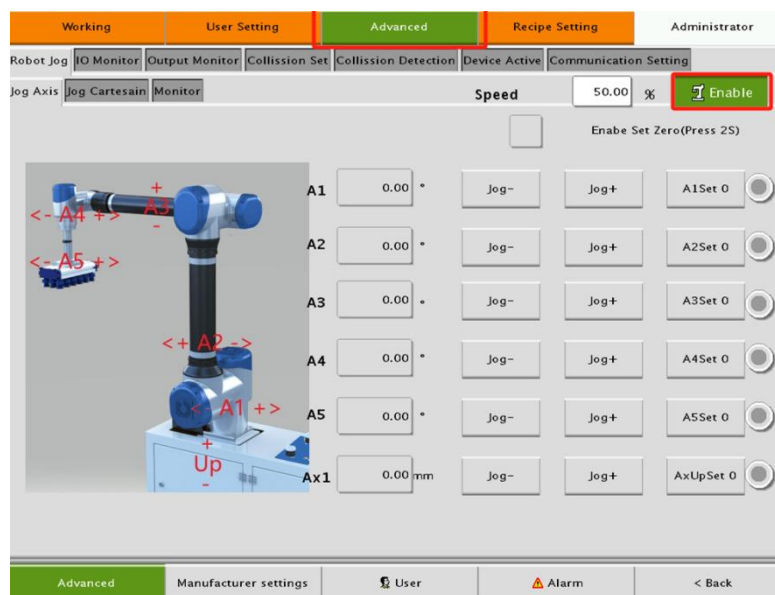 Working User Setting Advanced Recipe Setting Administrator
Robot Jog IO Monitor Output Monitor Collission Set Collission Detection Device Active Communication Setting
Jog Axis Jog Cartesain Monitor
Speed 50.00 % Enable
Enabe Set Zero(Press 2S)
A1 0.00 ° Jog- Jog+ A1Set 0
A2 0.00 ° Jog- Jog+ A2Set 0
A3 0.00 ° Jog- Jog+ A3Set 0
A4 0.00 ° Jog- Jog+ A4Set 0
A5 0.00 ° Jog- Jog+ A5Set 0
Ax1 0.00 mm Jog- Jog+ AxUpSet 0
+
A3
-
<- A4 +>
<- A5 +>
<+ A2 ->
<- A1 +>
+
Up
-
Advanced Manufacturer settings User Alarm < Back